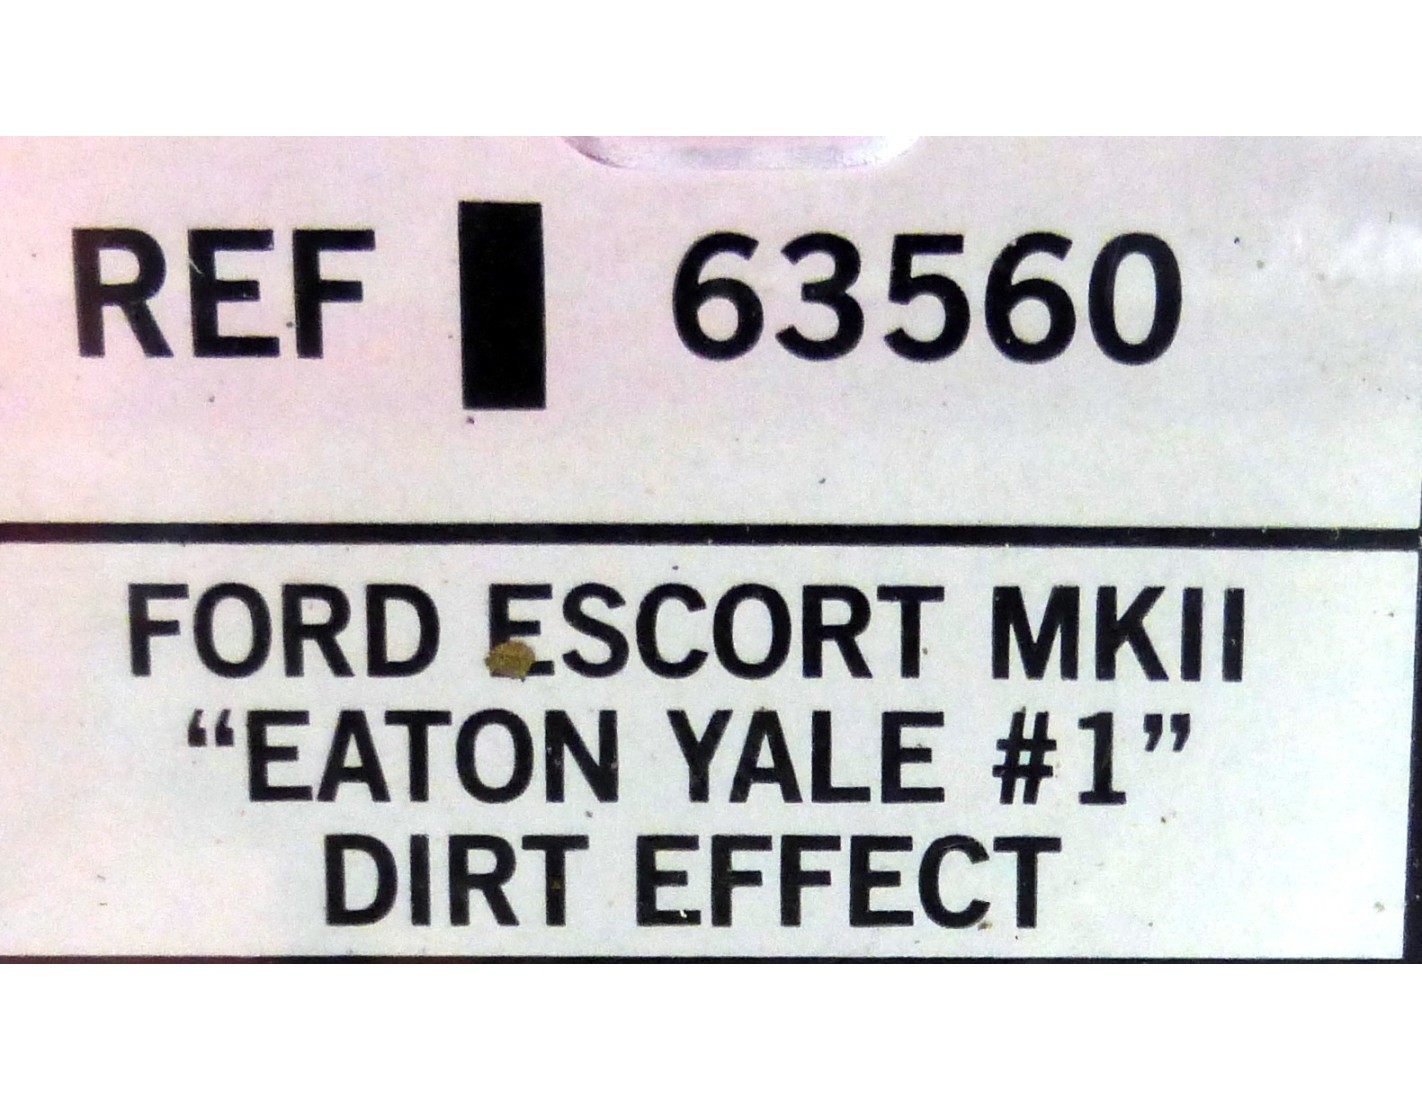 REF 63560
FORD ESCORT MKII
“EATON YALE #1”
DIRT EFFECT